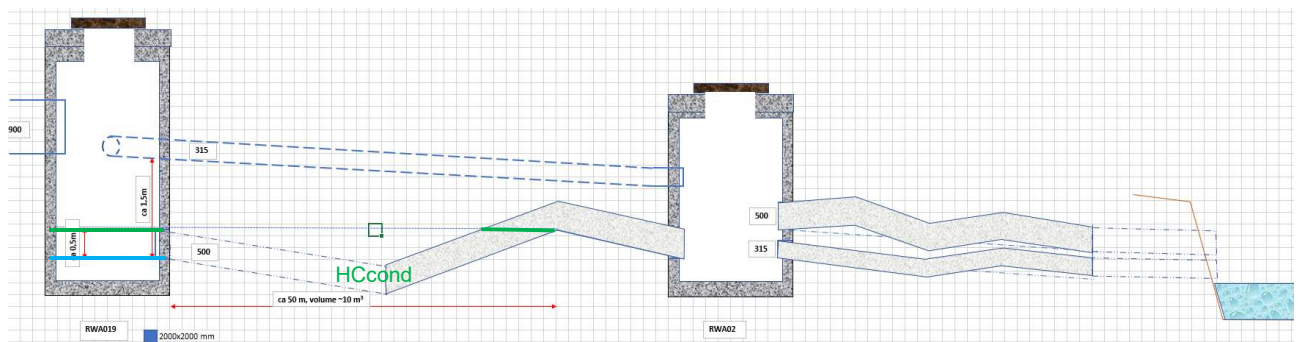 900
315
ca 1,5m
a 0,5m
500
HCcond
ca 50 m, volume ~10 m³
500
315
RWA019
RWA02
2000x2000 mm